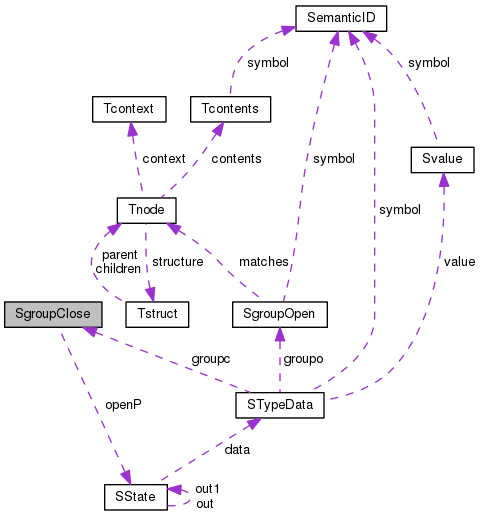 SemanticID
symbol
symbol
Tcontext
Tcontents
context
contents
symbol
Svalue
Tnode
symbol
parent
children
structure
matches
value
SgroupClose
Tstruct
SgroupOpen
groupc
groupo
openP
STypeData
data
SState
out1
out